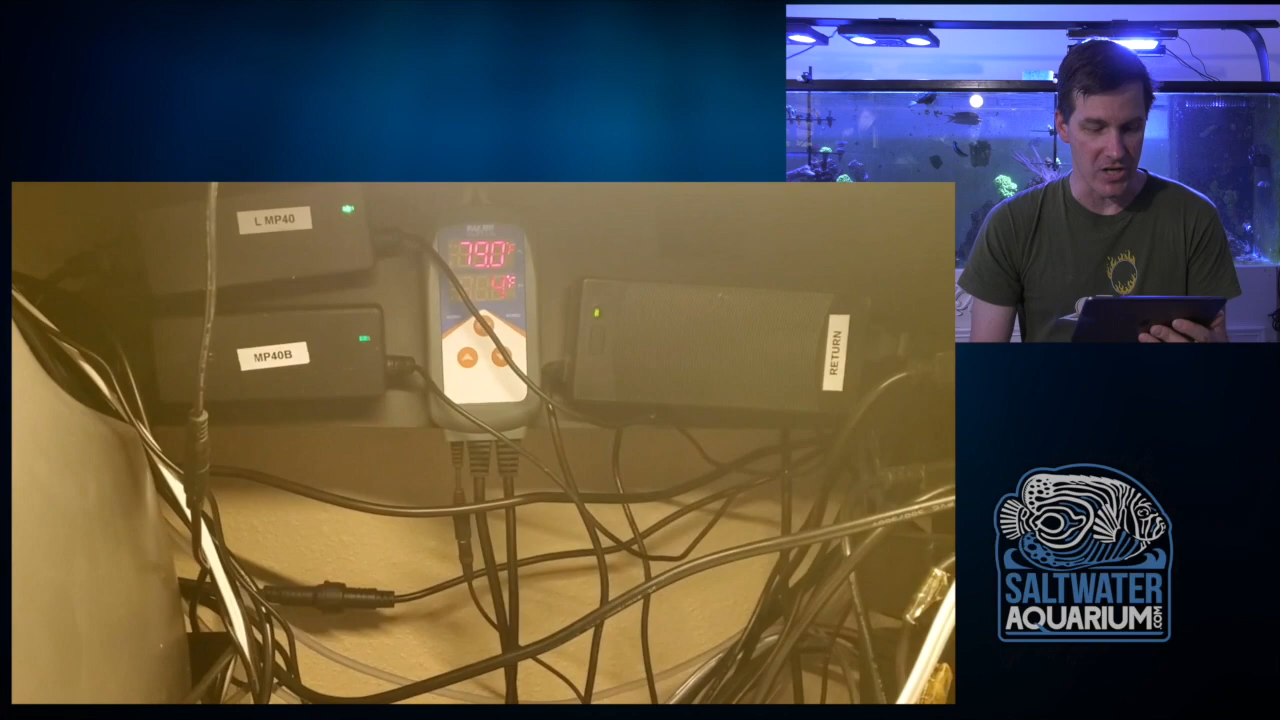 L MP40
79.0°F
MP40B
RETURN
SALTWATER
AQUARIUM.COM